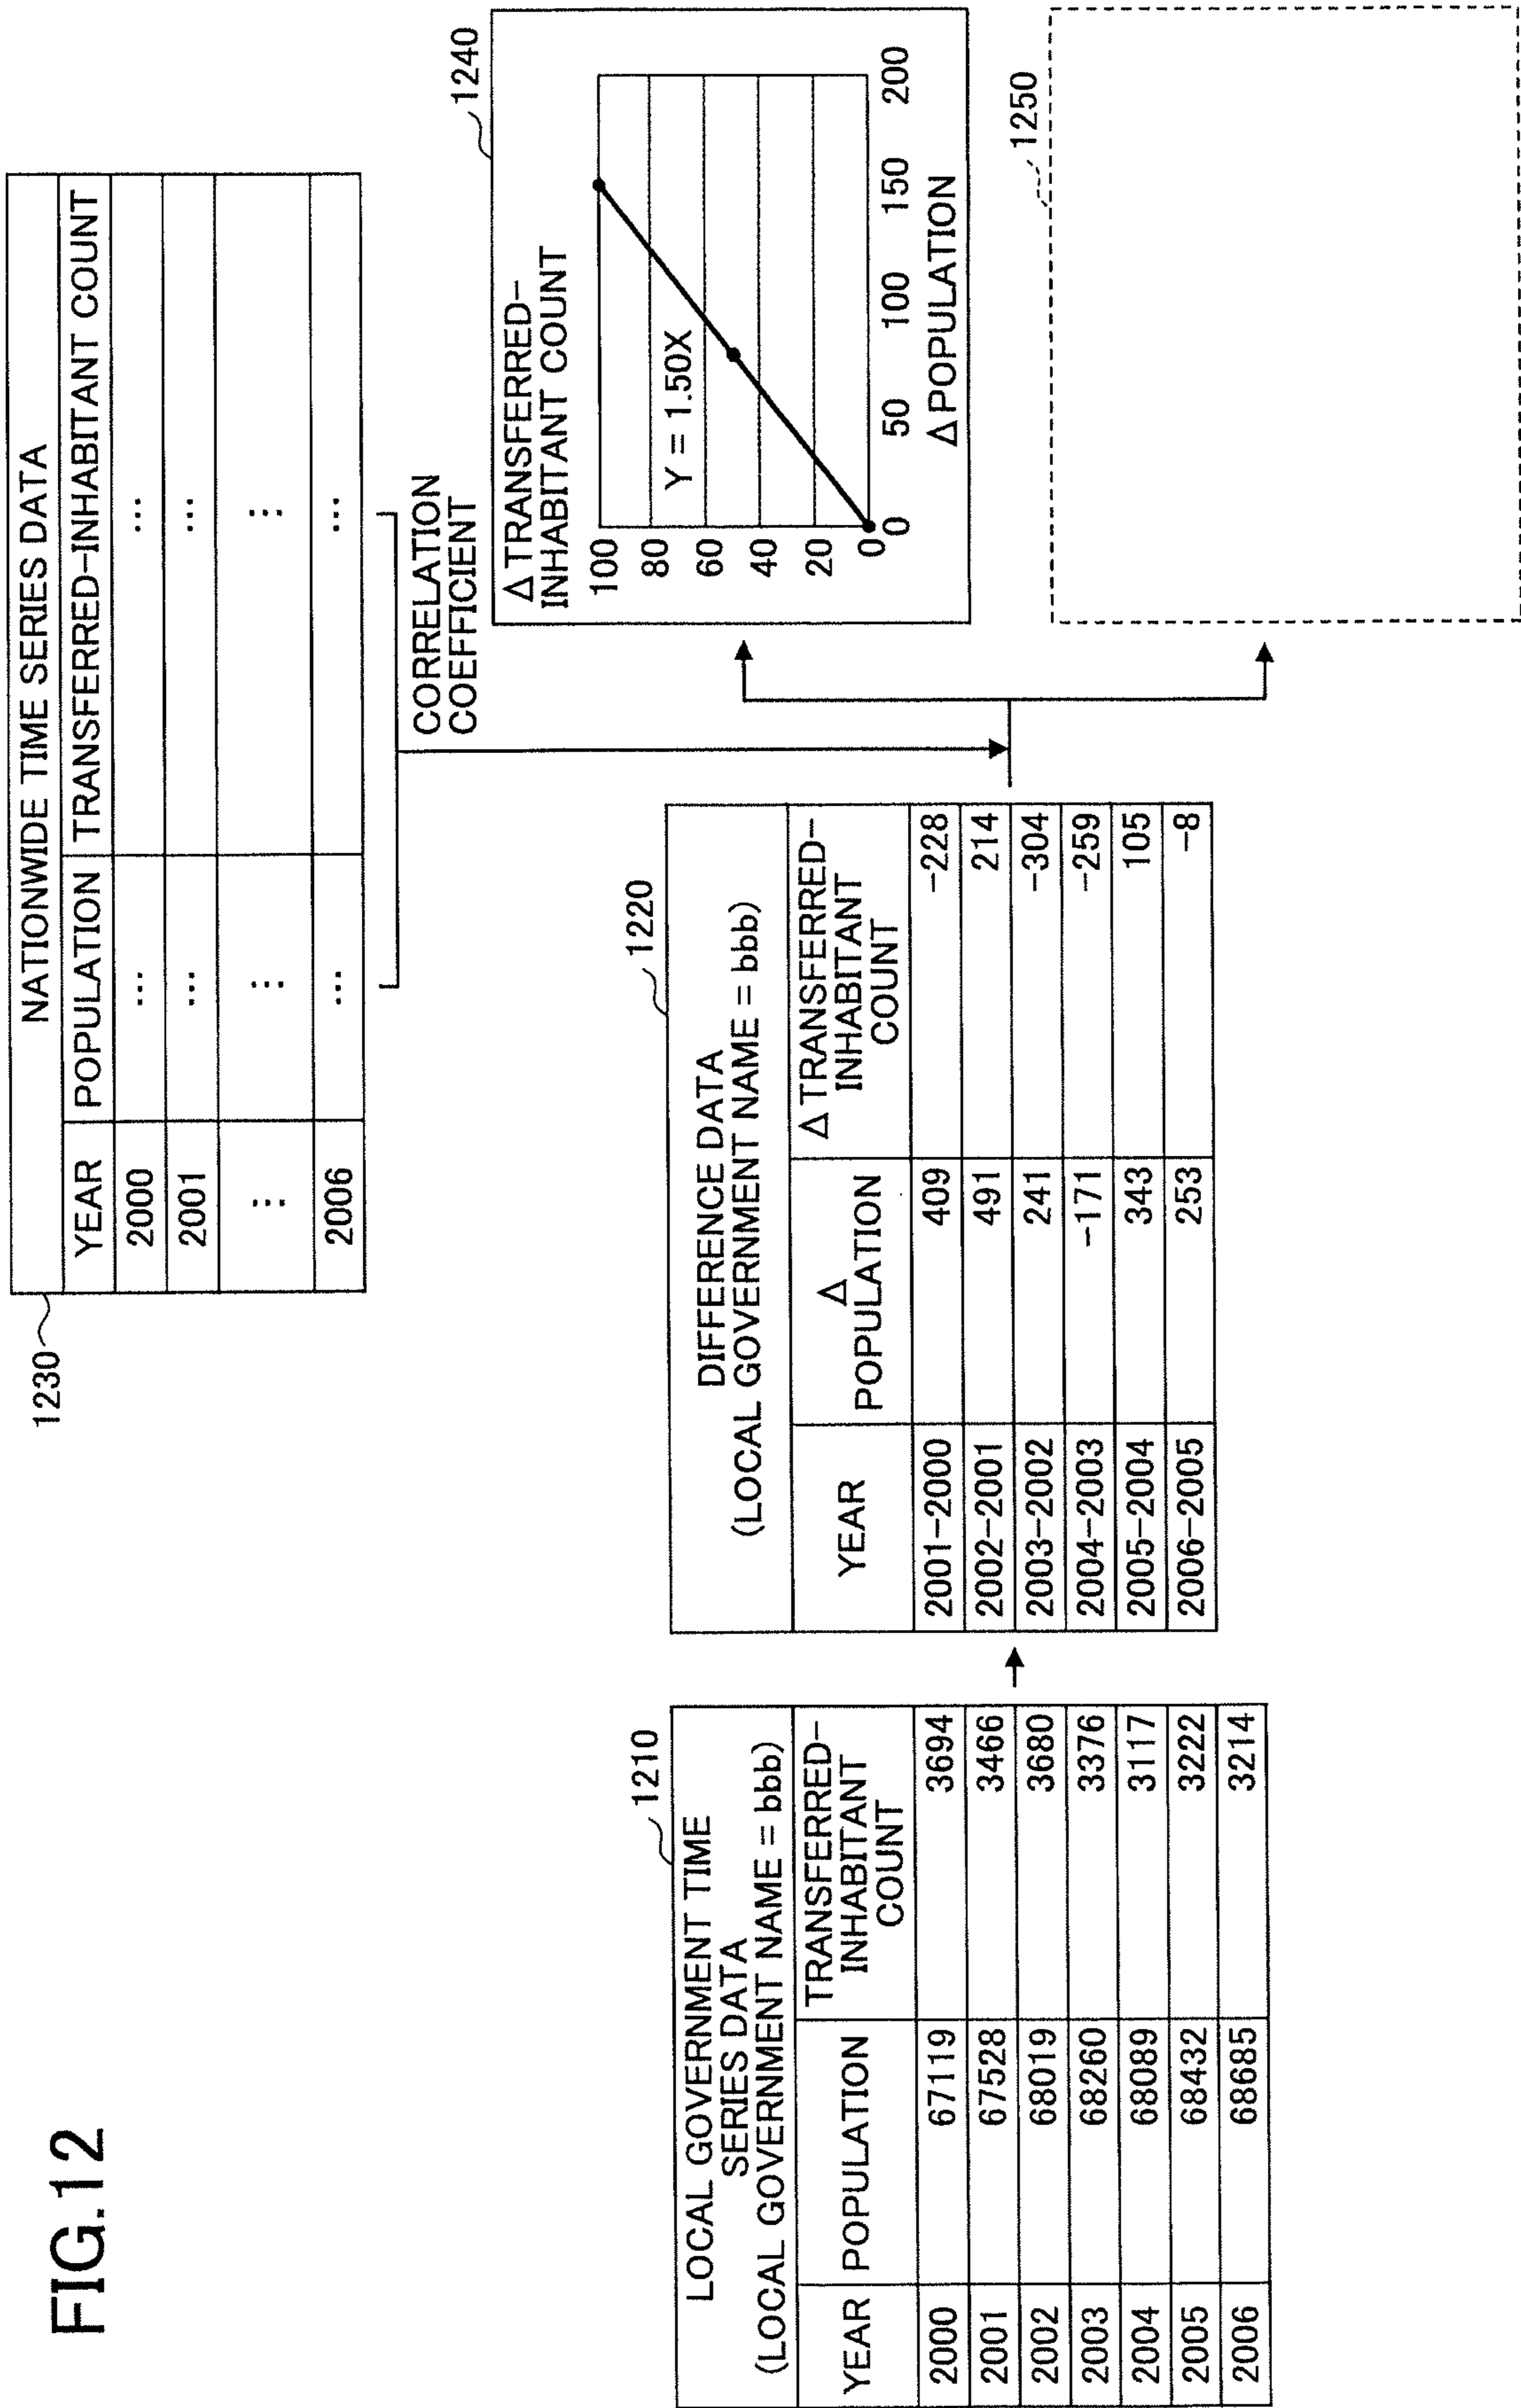 FIG.12
1210
LOCAL GOVERNMENT TIME
SERIES DATA
(LOCAL GOVERNMENT NAME = bbb)
YEAR POPULATION TRANSFERRED-
INHABITANT
COUNT
2000 67119 3694
2001 67528 3466
2002 68019 3680
2003 68260 3376
2004 68089 3117
2005 68432 3222
2006 68685 3214
1220
DIFFERENCE DATA
(LOCAL GOVERNMENT NAME = bbb)
YEAR Δ
POPULATION Δ TRANSFERRED-
INHABITANT
COUNT
2001-2000 409 -228
2002-2001 491 214
2003-2002 241 -304
2004-2003 -171 -259
2005-2004 343 105
2006-2005 253 -8
1230
NATIONWIDE TIME SERIES DATA
YEAR POPULATION TRANSFERRED-INHABITANT COUNT
2000 ... ...
2001 ... ...
... ... ...
2006 ... ...
CORRELATION
COEFFICIENT
1240
Δ TRANSFERRED-
INHABITANT COUNT
100
80
60
40
20
0
Y = 1.50X
0 50 100 150 200
Δ POPULATION
1250